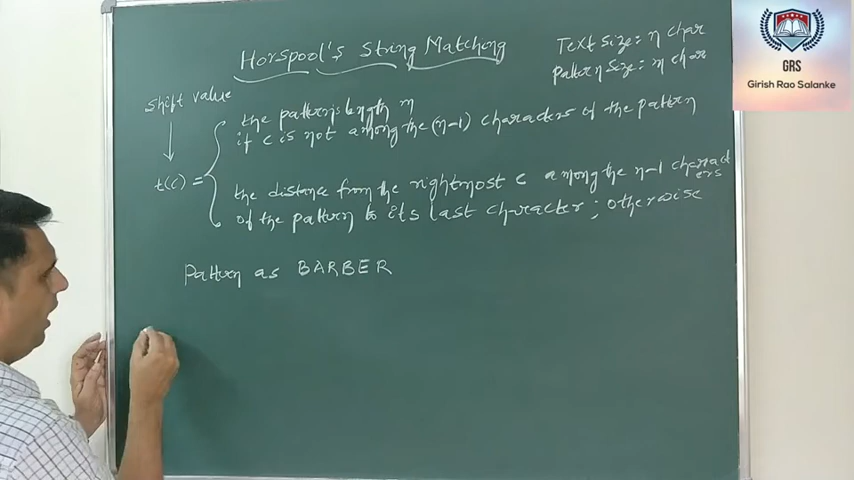 Horspool's String Matching
Text Size: n char
Pattern Size: m char
GRS
Girish Rao Salanke
shift value
the pattern's length m
if c is not among the (m-1) characters of the pattern
t(c) =
the distance from the rightmost c among the m-1 characters
of the pattern to its last character; otherwise
Pattern as BARBER